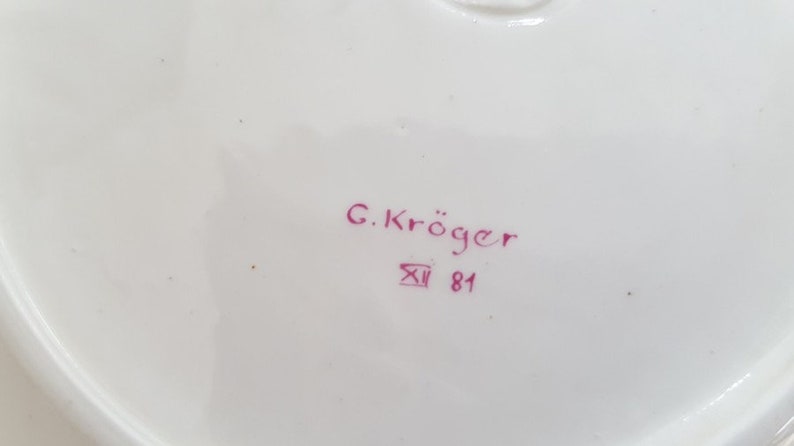 G. Kröger
XII 81